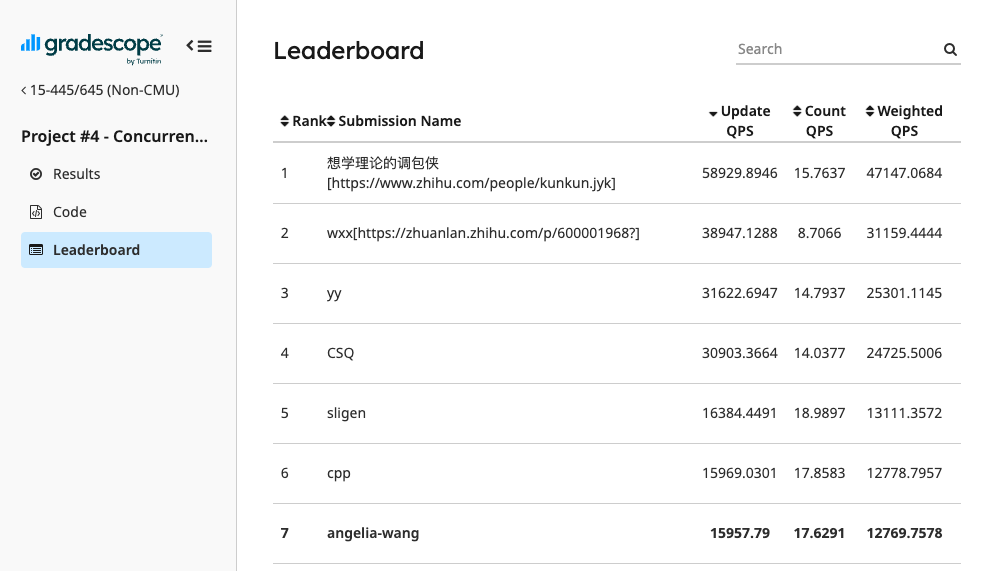 gradescope
by Turnitin
15-445/645 (Non-CMU)
Project #4 - Concurren...
Results
Code
Leaderboard
Leaderboard
Search
Rank Submission Name Update QPS Count QPS Weighted QPS
1 想学理论的调包侠 [https://www.zhihu.com/people/kunkun.jyk] 58929.8946 15.7637 47147.0684
2 wxx[https://zhuanlan.zhihu.com/p/600001968?] 38947.1288 8.7066 31159.4444
3 yy 31622.6947 14.7937 25301.1145
4 CSQ 30903.3664 14.0377 24725.5006
5 sligen 16384.4491 18.9897 13111.3572
6 cpp 15969.0301 17.8583 12778.7957
7 angelia-wang 15957.79 17.6291 12769.7578